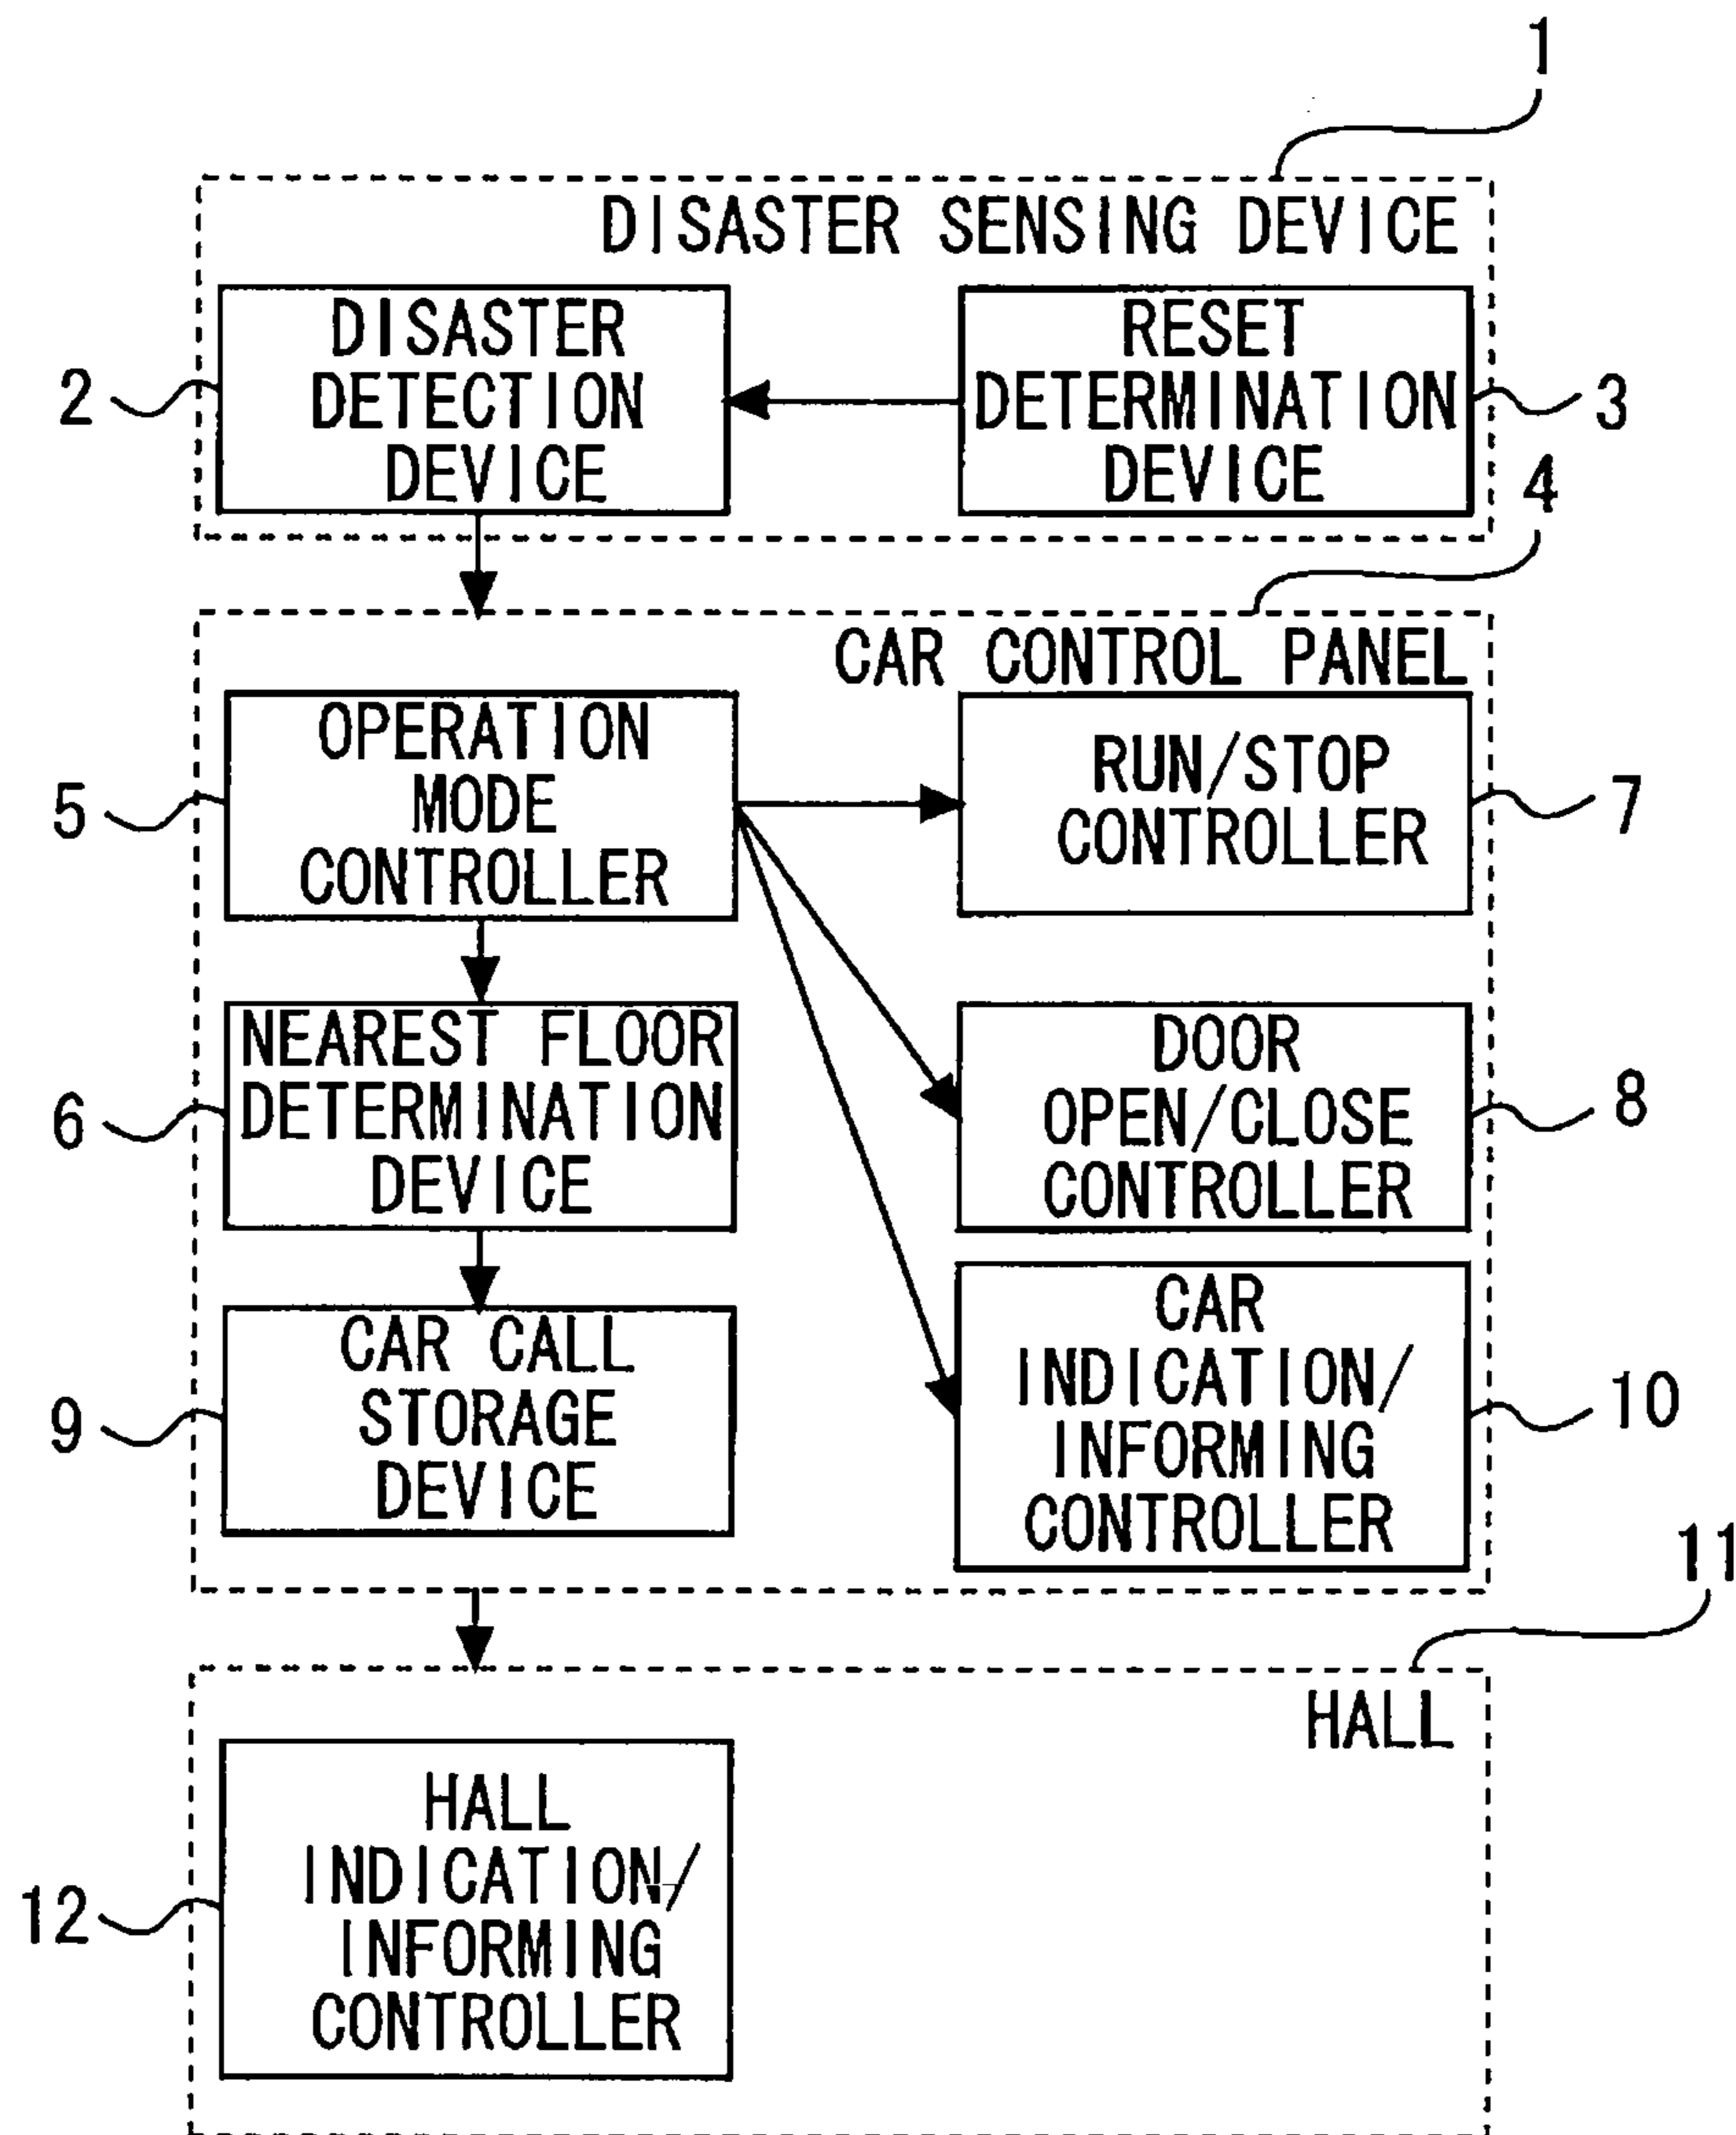 1
DISASTER SENSING DEVICE
DISASTER
DETECTION
DEVICE
2
RESET
DETERMINATION
DEVICE
3
4
CAR CONTROL PANEL
OPERATION
MODE
CONTROLLER
5
RUN/STOP
CONTROLLER
7
NEAREST FLOOR
DETERMINATION
DEVICE
6
DOOR
OPEN/CLOSE
CONTROLLER
8
CAR CALL
STORAGE
DEVICE
9
CAR
INDICATION/
INFORMING
CONTROLLER
10
11
HALL
HALL
INDICATION/
INFORMING
CONTROLLER
12